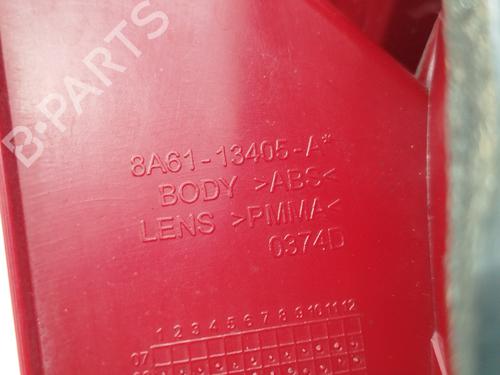 B-PARTS
8A61-13405-A*
BODY >ABS<
LENS >PMMA<
0374D
1 2 3 4 5 6 7 8 9 10 11 12
07